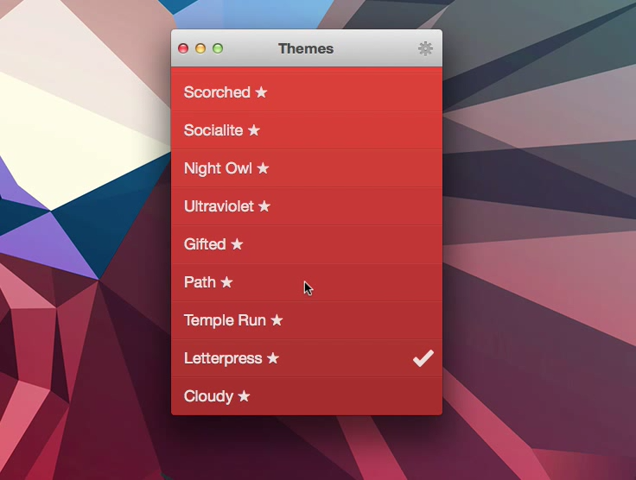 Themes
Scorched ★
Socialite ★
Night Owl ★
Ultraviolet ★
Gifted ★
Path ★
Temple Run ★
Letterpress ★
Cloudy ★